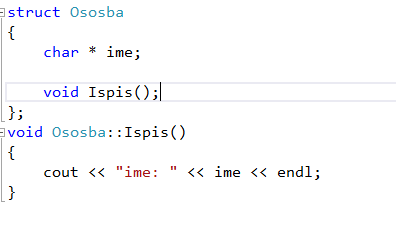 struct Ososba
{
    char * ime;
    void Ispis();
};
void Ososba::Ispis()
{
    cout << "ime: " << ime << endl;
}